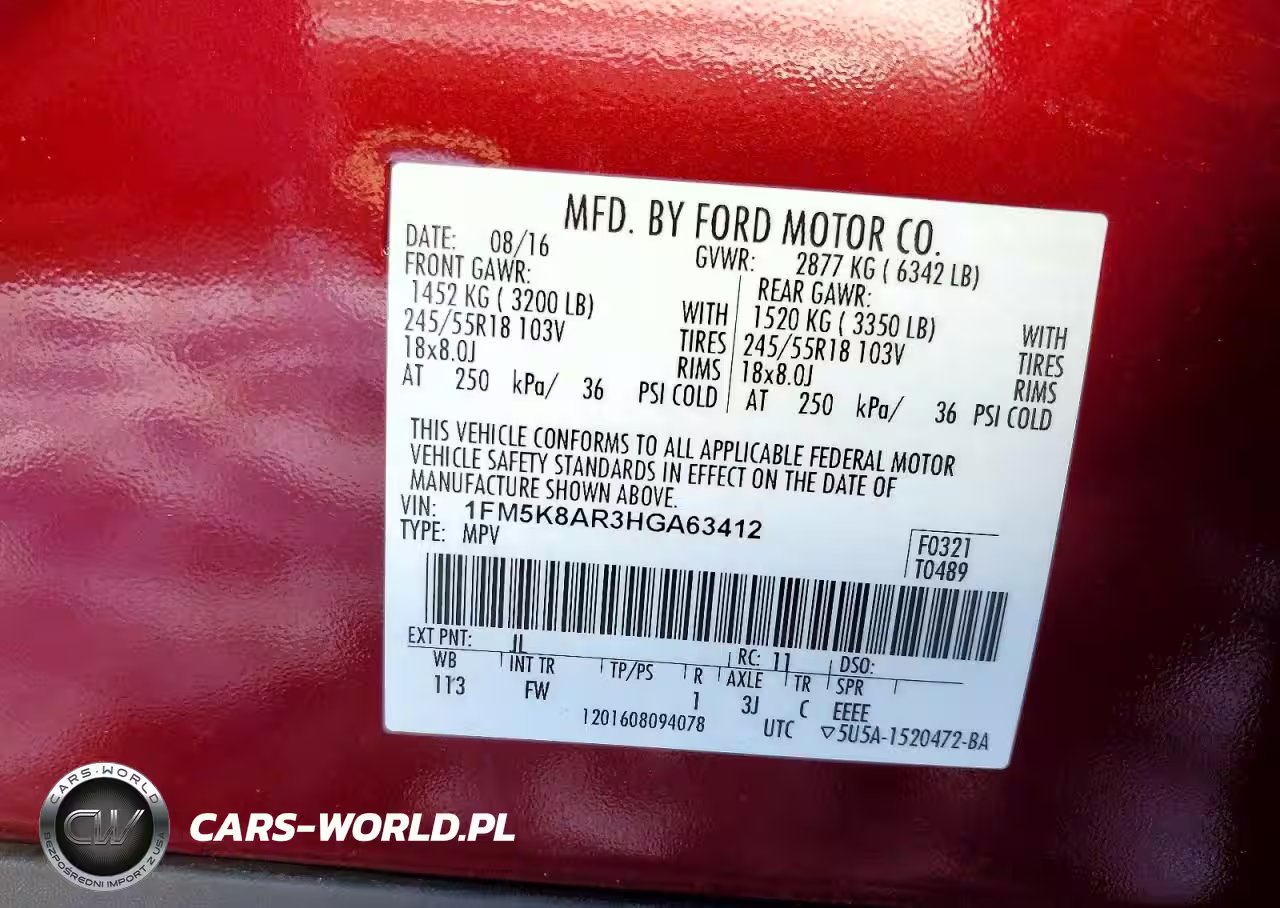 MFD. BY FORD MOTOR CO.
DATE: 08/16
GVWR: 2877 KG ( 6342 LB)
FRONT GAWR:
1452 KG ( 3200 LB) WITH
245/55R18 103V TIRES
18x8.0J RIMS
AT 250 kPa/ 36 PSI COLD
REAR GAWR:
1520 KG ( 3350 LB) WITH
245/55R18 103V TIRES
18x8.0J RIMS
AT 250 kPa/ 36 PSI COLD
THIS VEHICLE CONFORMS TO ALL APPLICABLE FEDERAL MOTOR
VEHICLE SAFETY STANDARDS IN EFFECT ON THE DATE OF
MANUFACTURE SHOWN ABOVE.
VIN: 1FM5K8AR3HGA63412
TYPE: MPV
F0321
T0489
EXT PNT: JL RC: 11 DSO:
WB INT TR TP/PS R AXLE TR SPR
113 FW 1 3J C EEEE
1201608094078 UTC ▽5U5A-1520472-BA
CARS-WORLD
CW
BEZPOŚREDNI IMPORT Z USA
CARS-WORLD.PL